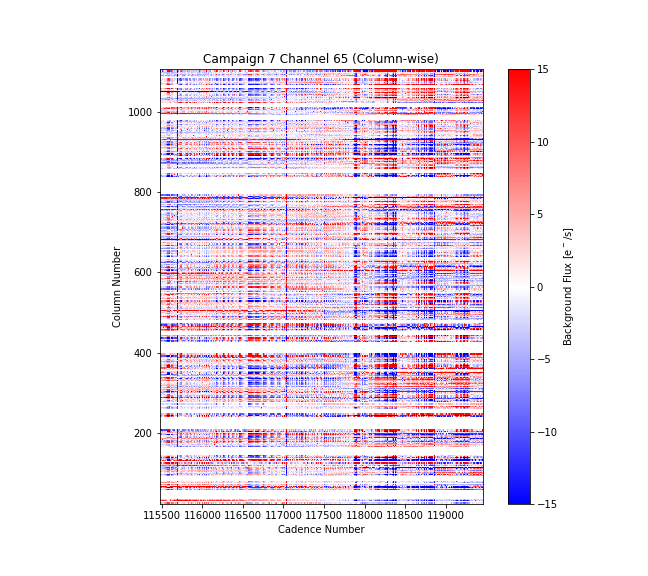 Campaign 7 Channel 65 (Column-wise)
1000
800
600
400
200
Column Number
115500 116000 116500 117000 117500 118000 118500 119000
Cadence Number
15
10
5
0
−5
−10
−15
Background Flux [e⁻/s]